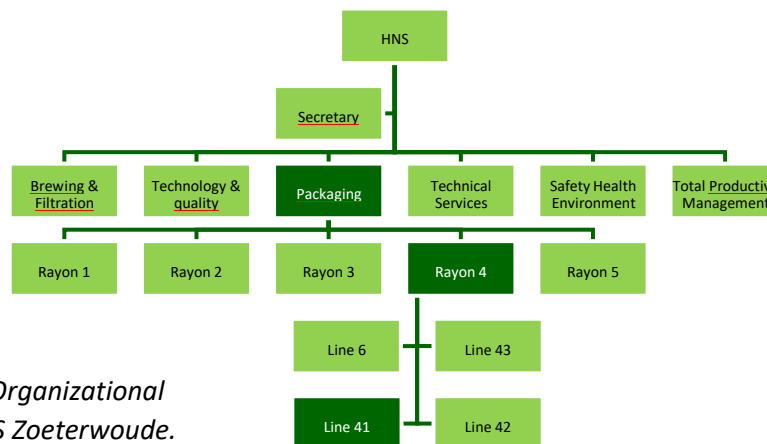 HNS
Secretary
Brewing &
Filtration
Technology &
quality
Packaging
Technical
Services
Safety Health
Environment
Total Productiv
Management
Rayon 1
Rayon 2
Rayon 3
Rayon 4
Rayon 5
Line 6
Line 43
Line 41
Line 42
Organizational
S Zoeterwoude.